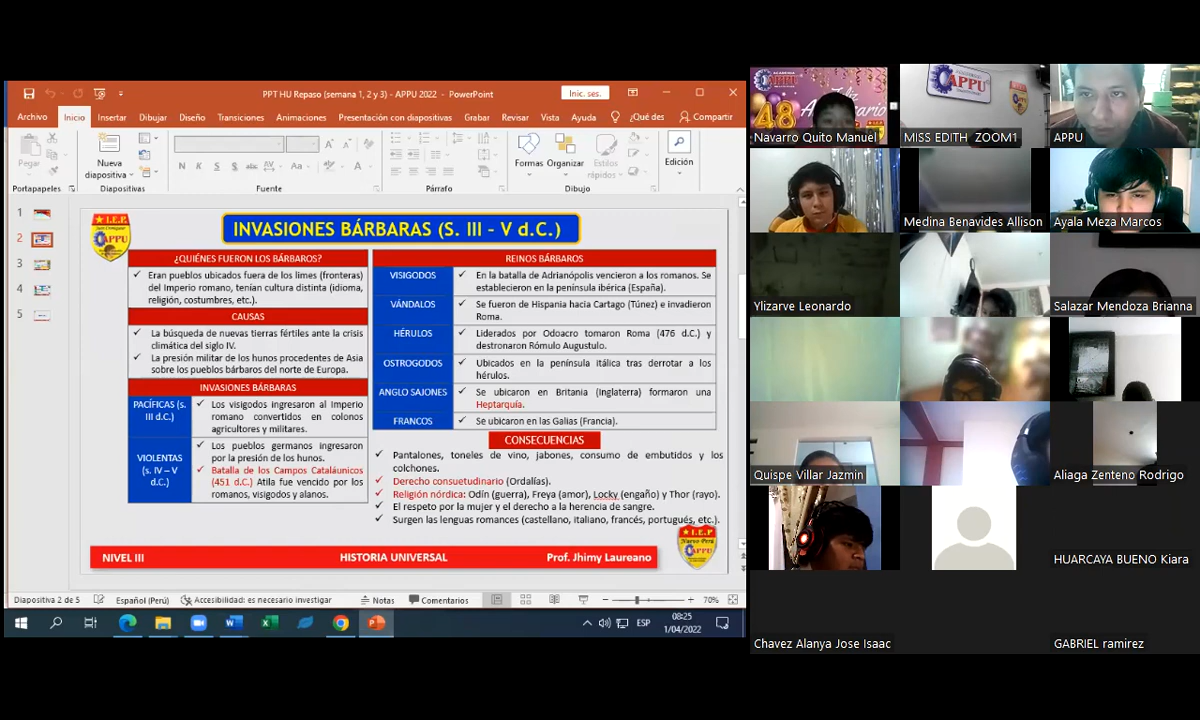 PPT HU Repaso (semana 1, 2 y 3) - APPU 2022 - PowerPoint
Inic. ses.
Archivo Inicio Insertar Dibujar Diseño Transiciones Animaciones Presentación con diapositivas Grabar Revisar Vista Ayuda ¿Qué des Compartir
Pegar
Nueva
diapositiva
N K S abc AV Aa A
Formas Organizar Estilos
rápidos
Edición
Portapapeles Diapositivas Fuente Párrafo Dibujo
1
2
3
4
5
I.E.P.
APPU
INVASIONES BÁRBARAS (S. III - V d.C.)
¿QUIÉNES FUERON LOS BÁRBAROS?
✓ Eran pueblos ubicados fuera de los limes (fronteras)
del Imperio romano, tenían cultura distinta (idioma,
religión, costumbres, etc.).
CAUSAS
✓ La búsqueda de nuevas tierras fértiles ante la crisis
climática del siglo IV.
✓ La presión militar de los hunos procedentes de Asia
sobre los pueblos bárbaros del norte de Europa.
INVASIONES BÁRBARAS
PACÍFICAS (s.
III d.C.)
✓ Los visigodos ingresaron al Imperio
romano convertidos en colonos
agricultores y militares.
VIOLENTAS
(s. IV – V
d.C.)
✓ Los pueblos germanos ingresaron
por la presión de los hunos.
✓ Batalla de los Campos Cataláunicos
(451 d.C.) Atila fue vencido por los
romanos, visigodos y alanos.
REINOS BÁRBAROS
VISIGODOS
✓ En la batalla de Adrianópolis vencieron a los romanos. Se
establecieron en la península ibérica (España).
VÁNDALOS
✓ Se fueron de Hispania hacia Cartago (Túnez) e invadieron
Roma.
HÉRULOS
✓ Liderados por Odoacro tomaron Roma (476 d.C.) y
destronaron Rómulo Augustulo.
OSTROGODOS
✓ Ubicados en la península itálica tras derrotar a los
hérulos.
ANGLO SAJONES
✓ Se ubicaron en Britania (Inglaterra) formaron una
Heptarquía.
FRANCOS
✓ Se ubicaron en las Galias (Francia).
CONSECUENCIAS
✓ Pantalones, toneles de vino, jabones, consumo de embutidos y los
colchones.
✓ Derecho consuetudinario (Ordalías).
✓ Religión nórdica: Odín (guerra), Freya (amor), Locky (engaño) y Thor (rayo).
✓ El respeto por la mujer y el derecho a la herencia de sangre.
✓ Surgen las lenguas romances (castellano, italiano, francés, portugués, etc.).
I.E.P.
Nuevo Perú
APPU
NIVEL III HISTORIA UNIVERSAL Prof. Jhimy Laureano
Diapositiva 2 de 5 Español (Perú) Accesibilidad: es necesario investigar Notas Comentarios 70%
ESP
08:25
1/04/2022
APPU
48
Navarro Quito Manuel
APPU
MISS EDITH_ZOOM1
APPU
Medina Benavides Allison
Ayala Meza Marcos
Ylizarve Leonardo
Salazar Mendoza Brianna
Quispe Villar Jazmin
Aliaga Zenteno Rodrigo
HUARCAYA BUENO Kiara
Chavez Alanya Jose Isaac
GABRIEL ramirez